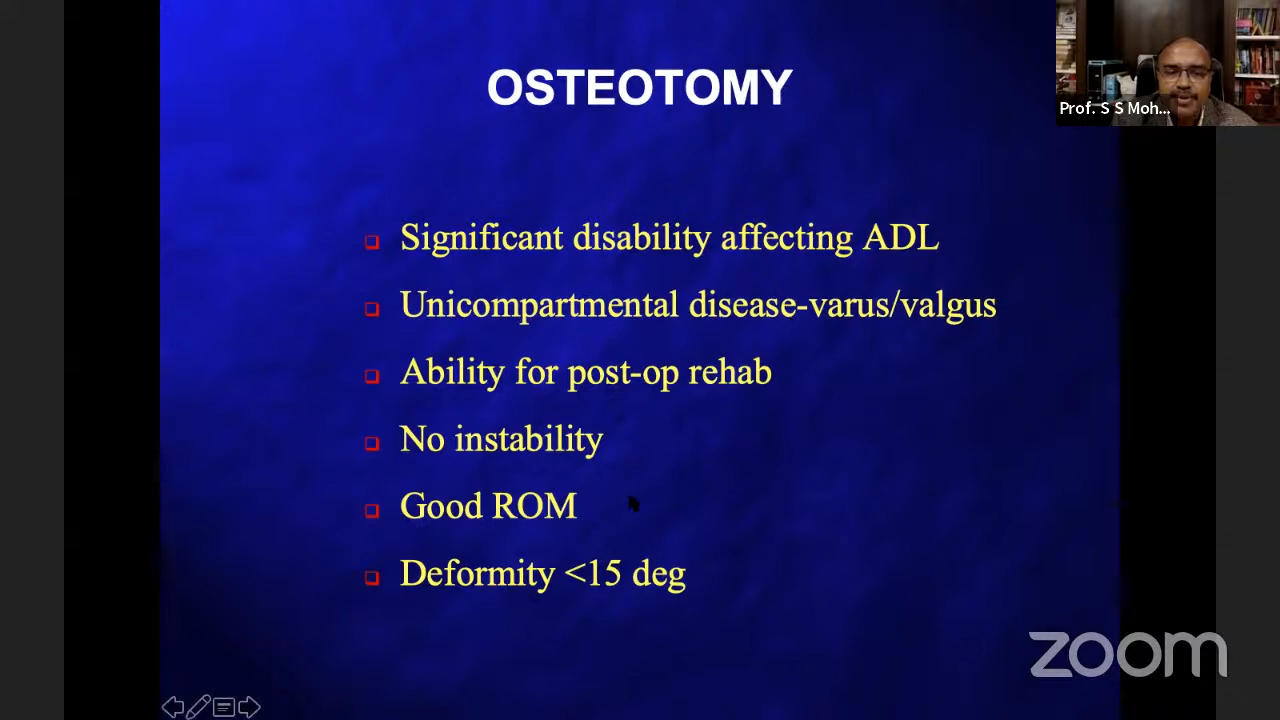 OSTEOTOMY
Prof. S S Moh...
Significant disability affecting ADL
Unicompartmental disease-varus/valgus
Ability for post-op rehab
No instability
Good ROM
Deformity <15 deg
zoom